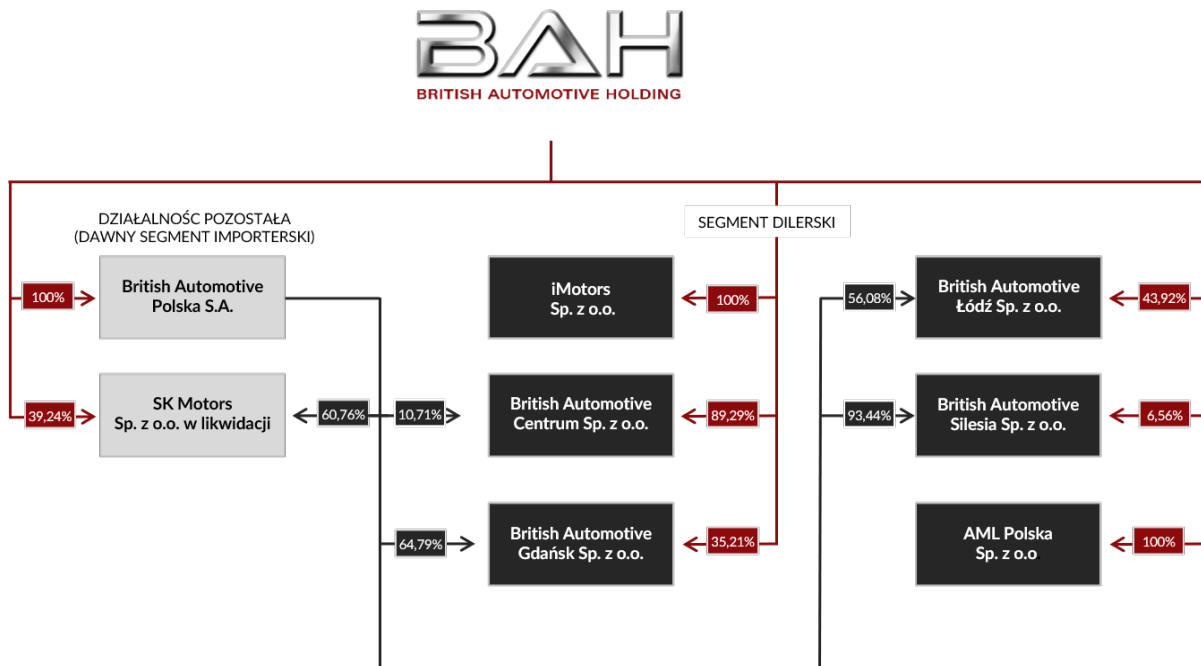 BAH
BRITISH AUTOMOTIVE HOLDING
DZIAŁALNOŚC POZOSTAŁA
(DAWNY SEGMENT IMPORTERSKI)
SEGMENT DILERSKI
100%
British Automotive
Polska S.A.
iMotors
Sp. z o.o.
100%
56,08%
British Automotive
Łódź Sp. z o.o.
43,92%
39,24%
SK Motors
Sp. z o.o. w likwidacji
60,76%
10,71%
British Automotive
Centrum Sp. z o.o.
89,29%
93,44%
British Automotive
Silesia Sp. z o.o.
6,56%
64,79%
British Automotive
Gdańsk Sp. z o.o.
35,21%
AML Polska
Sp. z o.o.
100%